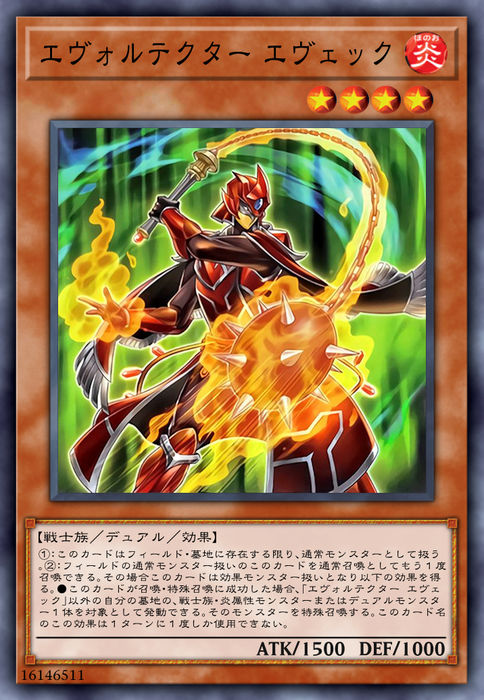 エヴォルテクター エヴェック
ほのお
炎
【戦士族／デュアル／効果】
①:このカードはフィールド・墓地に存在する限り、通常モンスターとして扱う
。②:フィールドの通常モンスター扱いのこのカードを通常召喚としてもう１度
召喚できる。その場合このカードは効果モンスター扱いとなり以下の効果を得
る。●このカードが召喚・特殊召喚に成功した場合、「エヴォルテクター エヴェ
ック」以外の自分の墓地の、戦士族・炎属性モンスターまたはデュアルモンスタ
ー１体を対象として発動できる。そのモンスターを特殊召喚する。このカード名
のこの効果は１ターンに１度しか使用できない。
ATK/1500 DEF/1000
16146511